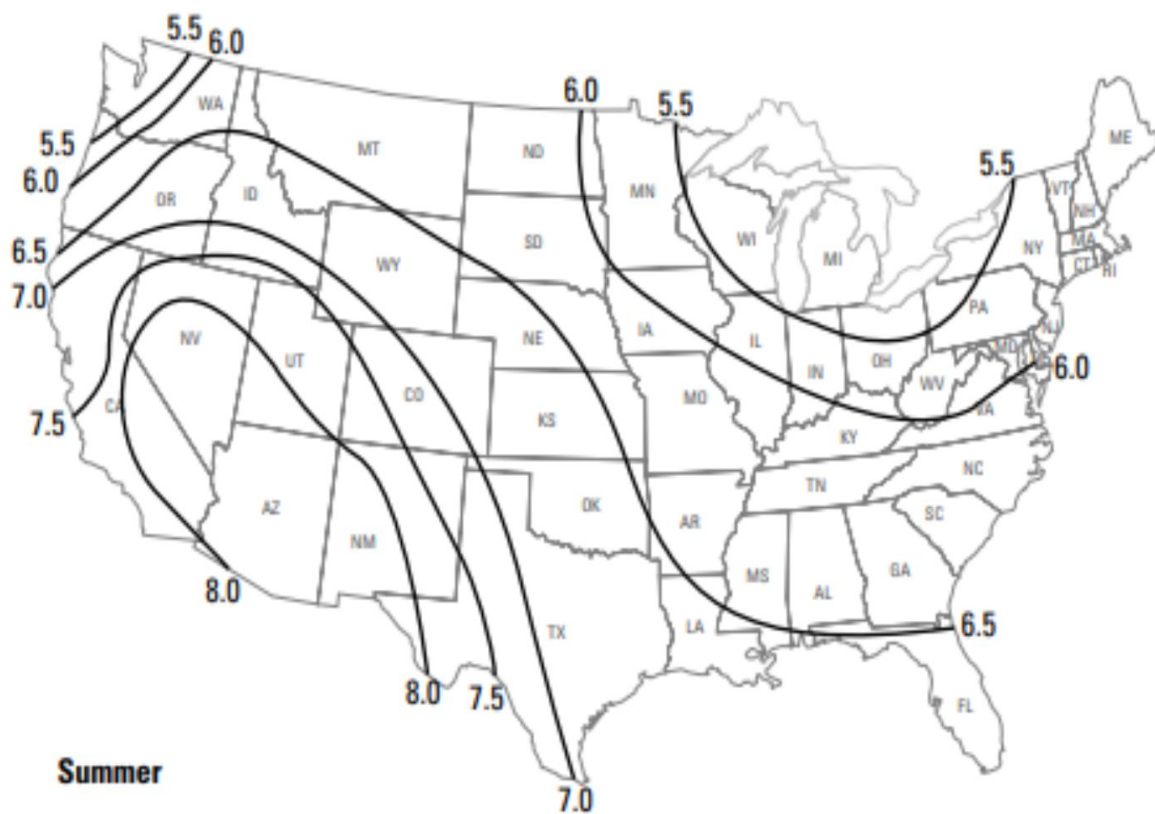 5.5 6.0
6.0 5.5
WA
ME
5.5
MT
ND
5.5
6.0
MN
VT
OR
ID
NH
WI
NY
MA
SD
6.5
MI
CT RI
WY
7.0
PA
NJ
IA
NE
NV
IL
OH
MD
UT
IN
WV
6.0
CO
MO
CA
VA
7.5
KS
KY
NC
TN
AZ
OK
AR
SC
NM
GA
MS
AL
8.0
LA
6.5
TX
8.0
7.5
FL
Summer
7.0